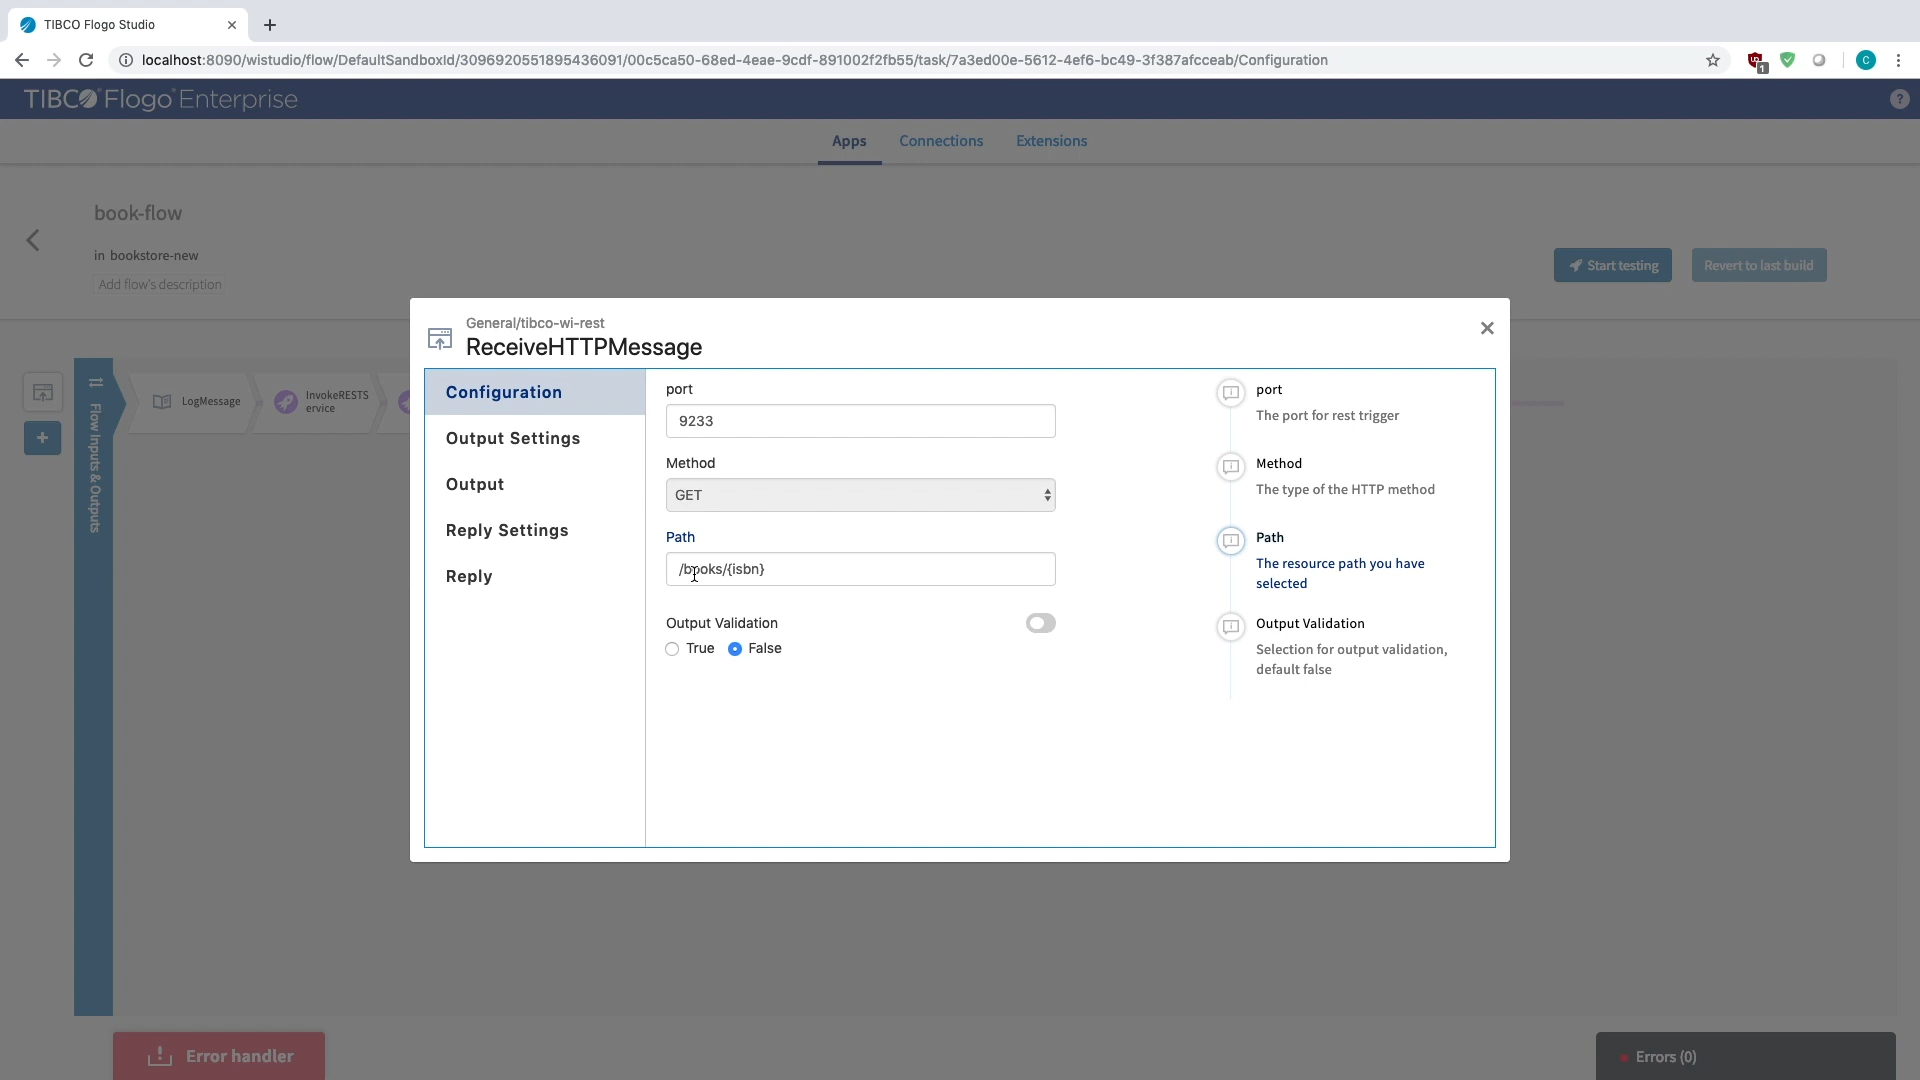 TIBCO Flogo Studio
localhost:8090/wistudio/flow/DefaultSandboxId/3096920551895436091/00c5ca50-68ed-4eae-9cdf-891002f2fb55/task/7a3ed00e-5612-4ef6-bc49-3f387afcceab/Configuration
1
C
TIBCO Flogo Enterprise
?
Apps
Connections
Extensions
book-flow
in bookstore-new
Add flow's description
Start testing
Revert to last build
Flow Inputs & Outputs
LogMessage
InvokeRESTS
ervice
General/tibco-wi-rest
ReceiveHTTPMessage
Configuration
Output Settings
Output
Reply Settings
Reply
port
9233
Method
GET
Path
/books/{isbn}
Output Validation
True
False
port
The port for rest trigger
Method
The type of the HTTP method
Path
The resource path you have
selected
Output Validation
Selection for output validation,
default false
Error handler
Errors (0)